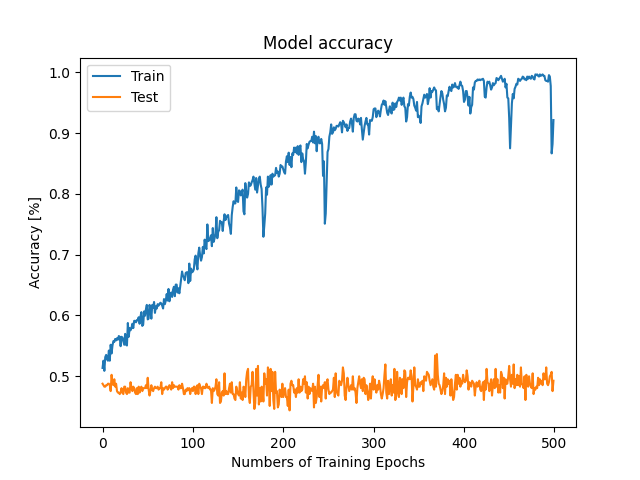 Model accuracy
Train
Test
1.0
0.9
0.8
0.7
0.6
0.5
Accuracy [%]
0 100 200 300 400 500
Numbers of Training Epochs